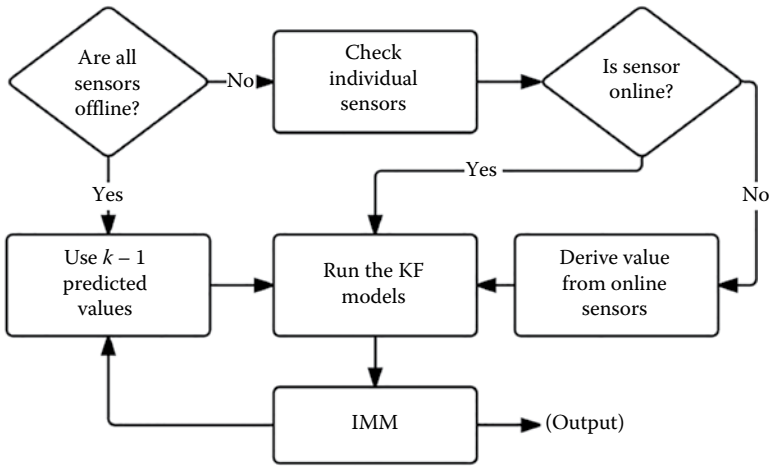 Are all
sensors
offline?
No
Check
individual
sensors
Is sensor
online?
Yes
Yes
No
Use k – 1
predicted
values
Run the KF
models
Derive value
from online
sensors
IMM
(Output)